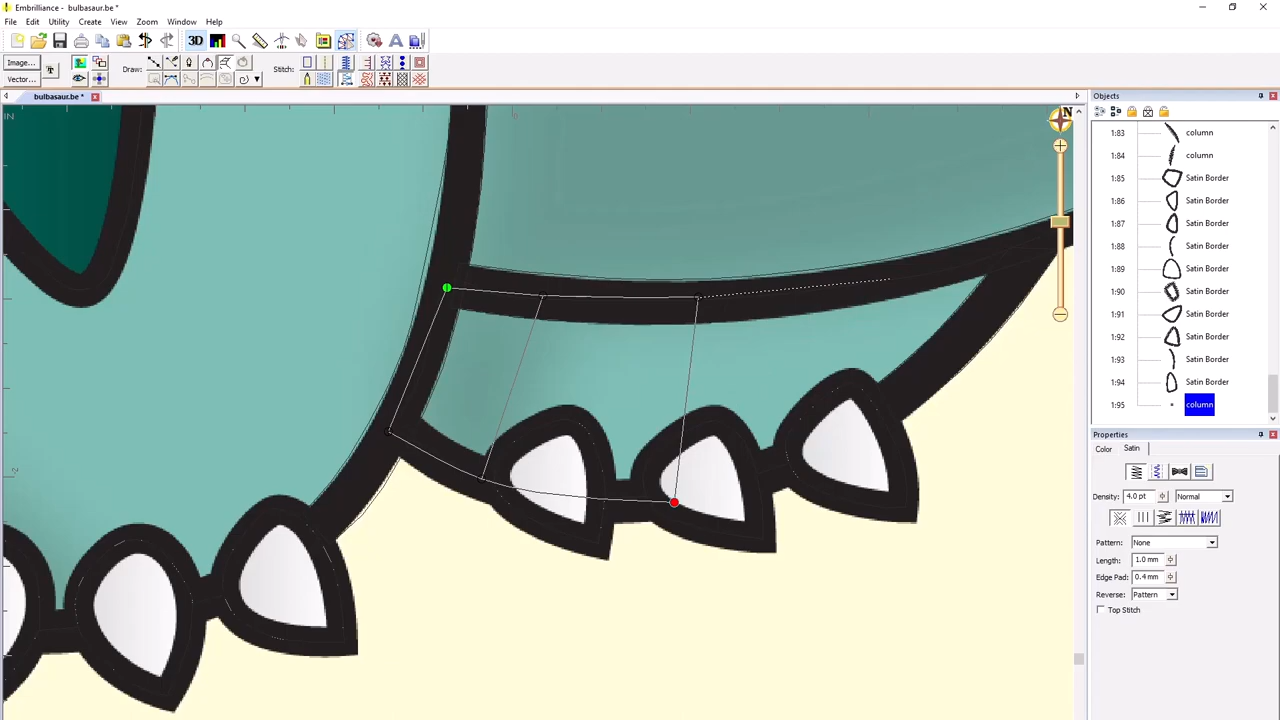 Embrilliance - bulbasaur.be *
File Edit Utility Create View Zoom Window Help
3D
Image...
T
Draw:
Stitch:
Vector...
bulbasaur.be *
IN
0
N
2
Objects
1:83 column
1:84 column
1:85 Satin Border
1:86 Satin Border
1:87 Satin Border
1:88 Satin Border
1:89 Satin Border
1:90 Satin Border
1:91 Satin Border
1:92 Satin Border
1:93 Satin Border
1:94 Satin Border
1:95 column
Properties
Color Satin
Density: 4.0 pt Normal
Pattern: None
Length: 1.0 mm
Edge Pad: 0.4 mm
Reverse: Pattern
Top Stitch